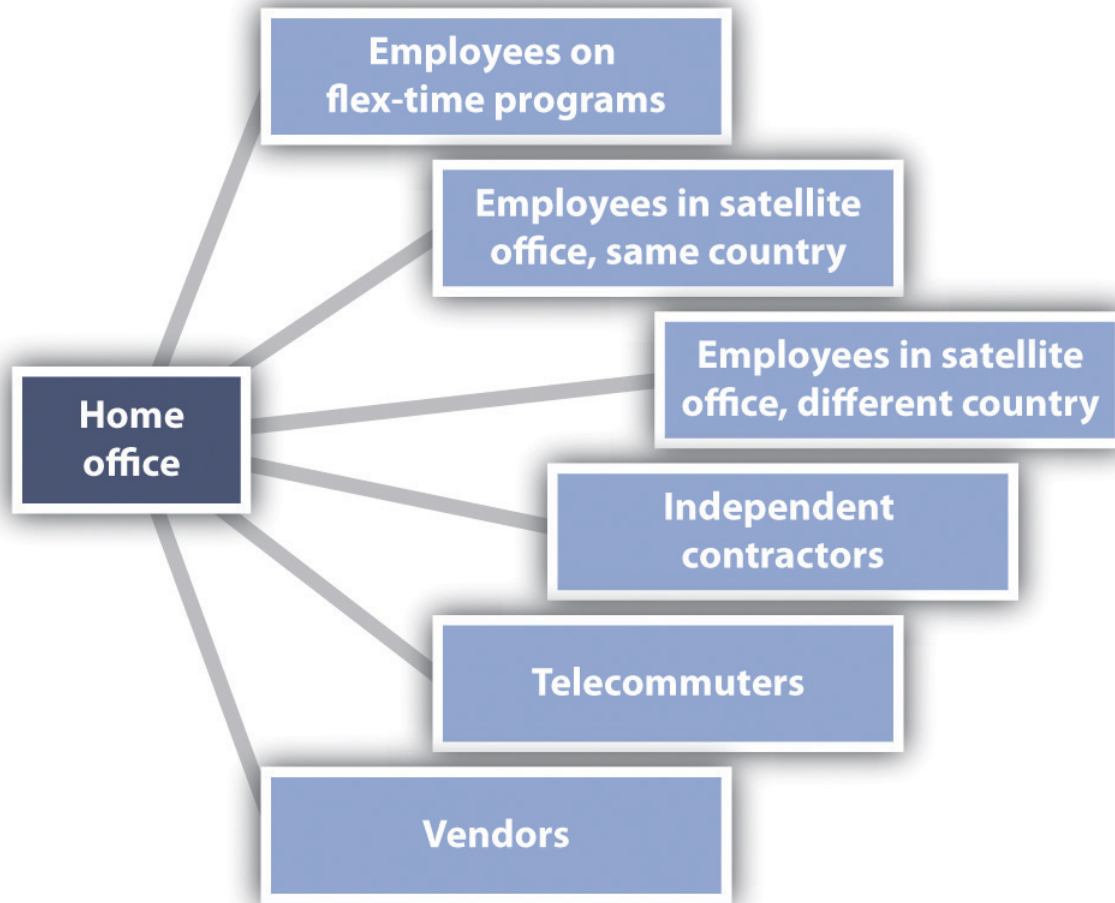 Employees on
flex-time programs
Employees in satellite
office, same country
Employees in satellite
office, different country
Home
office
Independent
contractors
Telecommuters
Vendors